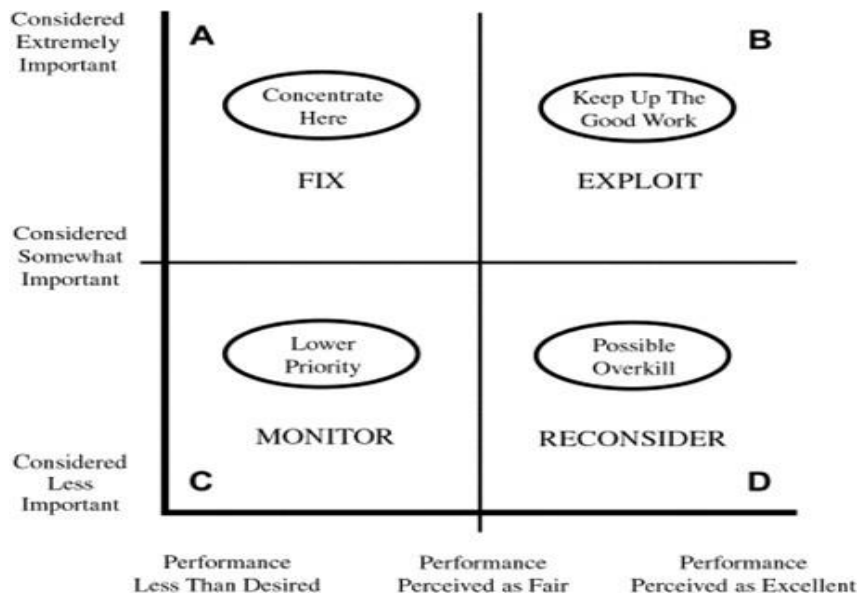 Considered
Extremely
Important
A
B
Concentrate
Here
Keep Up The
Good Work
FIX
EXPLOIT
Considered
Somewhat
Important
Lower
Priority
Possible
Overkill
MONITOR
RECONSIDER
Considered
Less
Important
C
D
Performance
Less Than Desired
Performance
Perceived as Fair
Performance
Perceived as Excellent